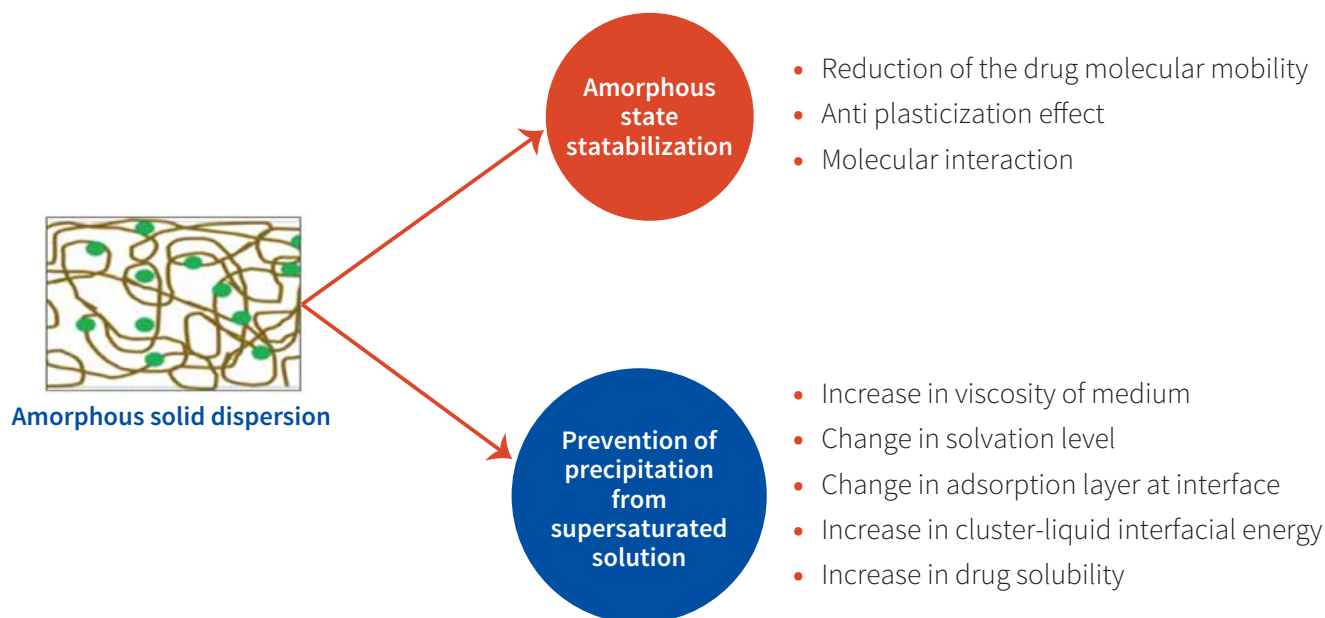 Amorphous solid dispersion
Amorphous
state
statabilization
• Reduction of the drug molecular mobility
• Anti plasticization effect
• Molecular interaction
Prevention of
precipitation
from
supersaturated
solution
• Increase in viscosity of medium
• Change in solvation level
• Change in adsorption layer at interface
• Increase in cluster-liquid interfacial energy
• Increase in drug solubility